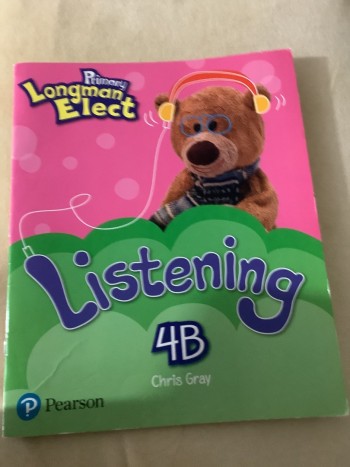 Primary
Longman
Elect
Listening
4B
Chris Gray
Pearson